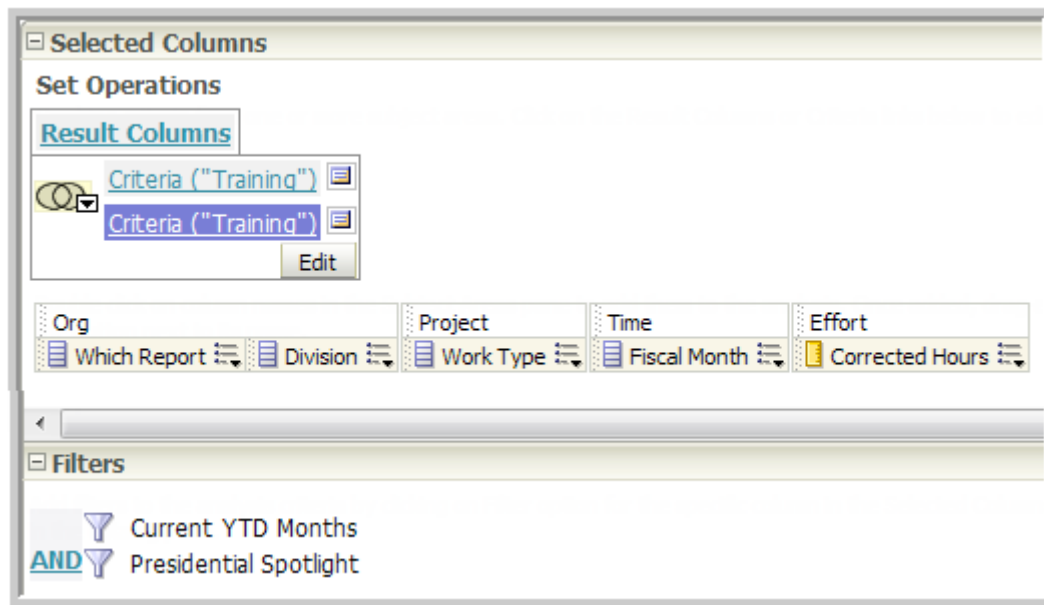 Selected Columns
Set Operations
Result Columns
Criteria ("Training")
Criteria ("Training")
Edit
Org Project Time Effort
Which Report Division Work Type Fiscal Month Corrected Hours
Filters
Current YTD Months
AND Presidential Spotlight